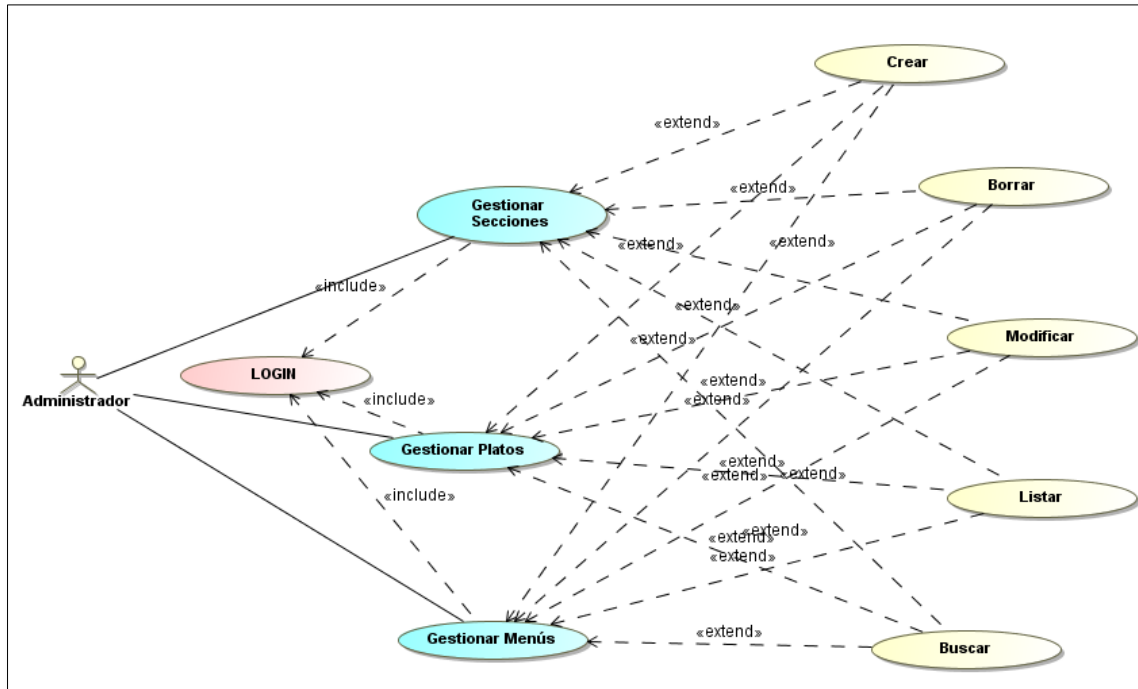 Crear
«extend»
«extend»
Borrar
Gestionar
Secciones
«extend»
«extend»
«include»
«extend»
«extend»
Modificar
LOGIN
Administrador
«extend»
«extend»
«include»
Gestionar Platos
«extend»
«extend»
«extend»
Listar
«include»
«extend»
«extend»
«extend»
«extend»
Gestionar Menús
Buscar